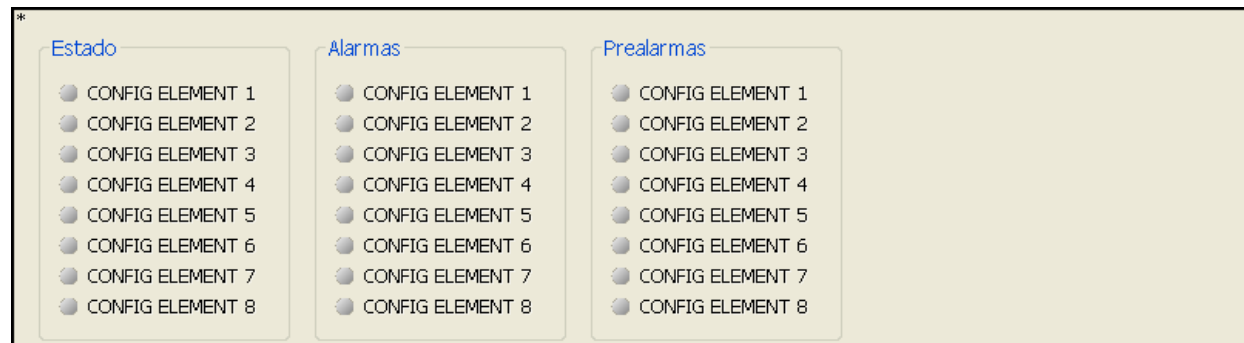 *
Estado
CONFIG ELEMENT 1
CONFIG ELEMENT 2
CONFIG ELEMENT 3
CONFIG ELEMENT 4
CONFIG ELEMENT 5
CONFIG ELEMENT 6
CONFIG ELEMENT 7
CONFIG ELEMENT 8
Alarmas
CONFIG ELEMENT 1
CONFIG ELEMENT 2
CONFIG ELEMENT 3
CONFIG ELEMENT 4
CONFIG ELEMENT 5
CONFIG ELEMENT 6
CONFIG ELEMENT 7
CONFIG ELEMENT 8
Prealarmas
CONFIG ELEMENT 1
CONFIG ELEMENT 2
CONFIG ELEMENT 3
CONFIG ELEMENT 4
CONFIG ELEMENT 5
CONFIG ELEMENT 6
CONFIG ELEMENT 7
CONFIG ELEMENT 8